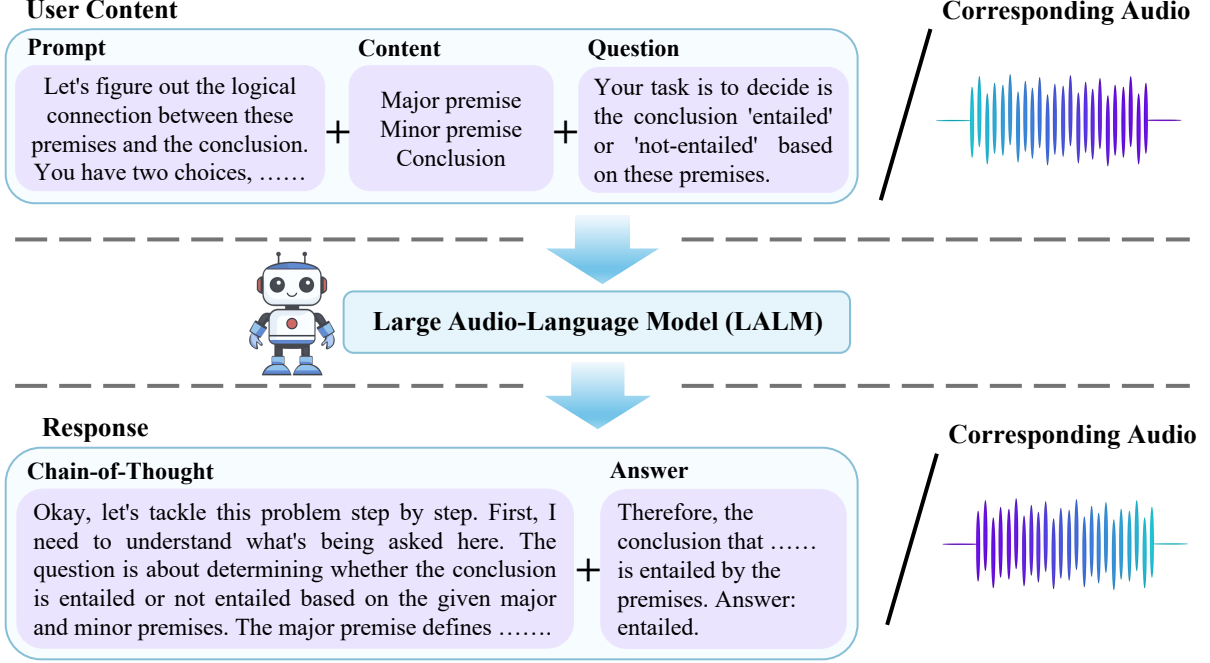 User Content
Corresponding Audio
Prompt
Let's figure out the logical
connection between these
premises and the conclusion.
You have two choices, ……
+
Content
Major premise
Minor premise
Conclusion
+
Question
Your task is to decide is
the conclusion 'entailed'
or 'not-entailed' based
on these premises.
Large Audio-Language Model (LALM)
Response
Corresponding Audio
Chain-of-Thought
Okay, let's tackle this problem step by step. First, I
need to understand what's being asked here. The
question is about determining whether the conclusion
is entailed or not entailed based on the given major
and minor premises. The major premise defines …….
+
Answer
Therefore, the
conclusion that ……
is entailed by the
premises. Answer:
entailed.